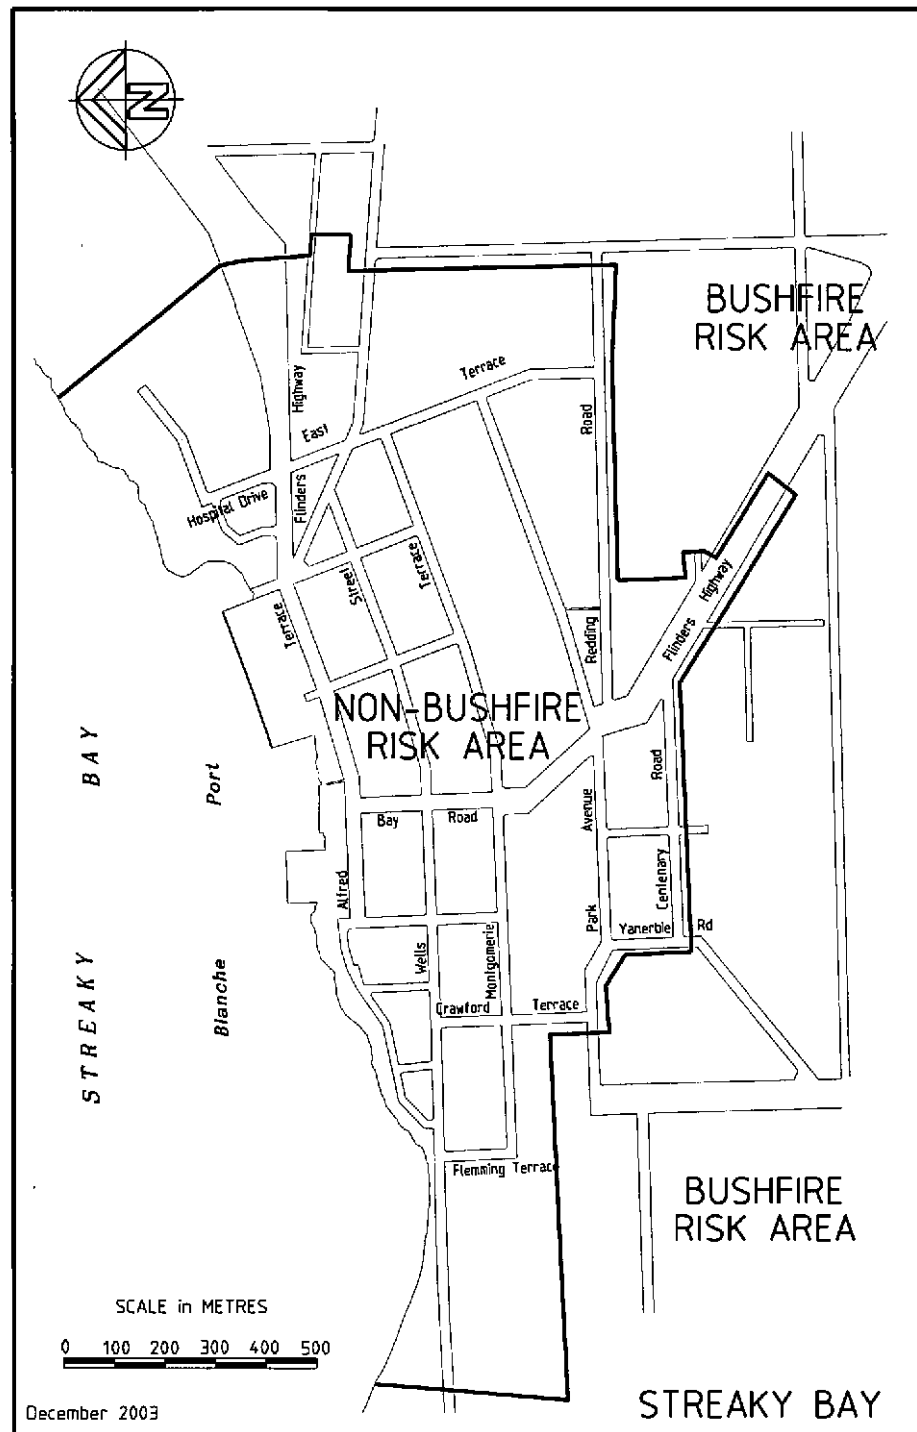 N
BUSHFIRE
RISK AREA
Terrace
Highway
East
Road
Hospital Drive
Flinders
Terrace
Street
Terrace
Flinders Highway
Redding
NON-BUSHFIRE
RISK AREA
STREAKY BAY
Port Blanche
Bay Road
Road
Avenue
Alfred
Centenary
Park
Yanerbie Rd
Wells
Montgomerie
Crawford Terrace
Flemming Terrace
BUSHFIRE
RISK AREA
SCALE in METRES
0 100 200 300 400 500
December 2003
STREAKY BAY